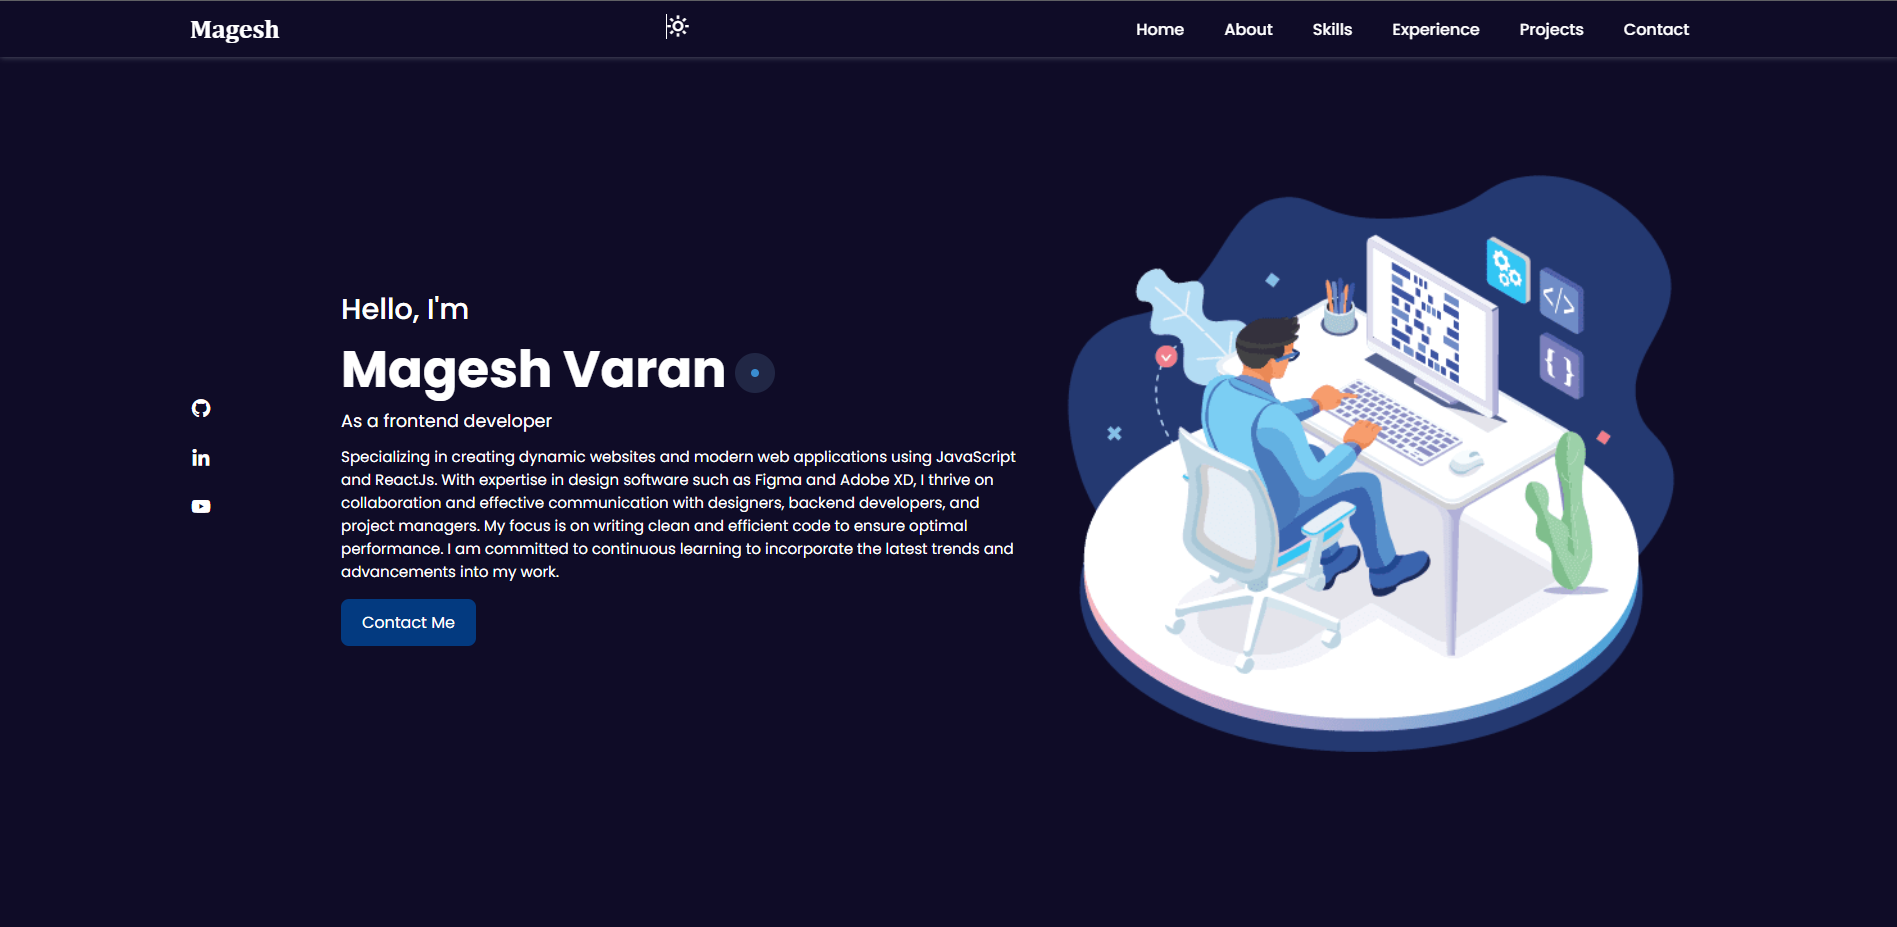 Magesh
Home About Skills Experience Projects Contact
Hello, I'm
Magesh Varan
As a frontend developer
Specializing in creating dynamic websites and modern web applications using JavaScript
and ReactJs. With expertise in design software such as Figma and Adobe XD, I thrive on
collaboration and effective communication with designers, backend developers, and
project managers. My focus is on writing clean and efficient code to ensure optimal
performance. I am committed to continuous learning to incorporate the latest trends and
advancements into my work.
Contact Me